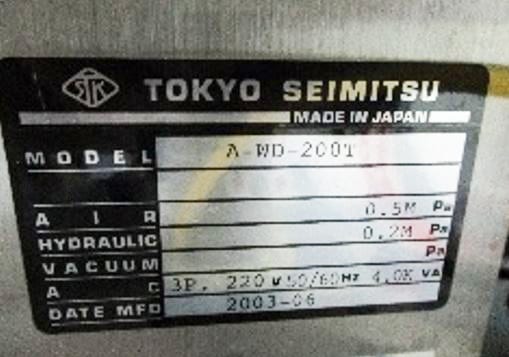 STK TOKYO SEIMITSU
MADE IN JAPAN
MODEL A-WD-200T
AIR 0.5M Pa
HYDRAULIC 0.2M Pa
VACUUM Pa
AC 3P. 220 V 50/60 Hz 4.0K VA
DATE MFD 2003-06